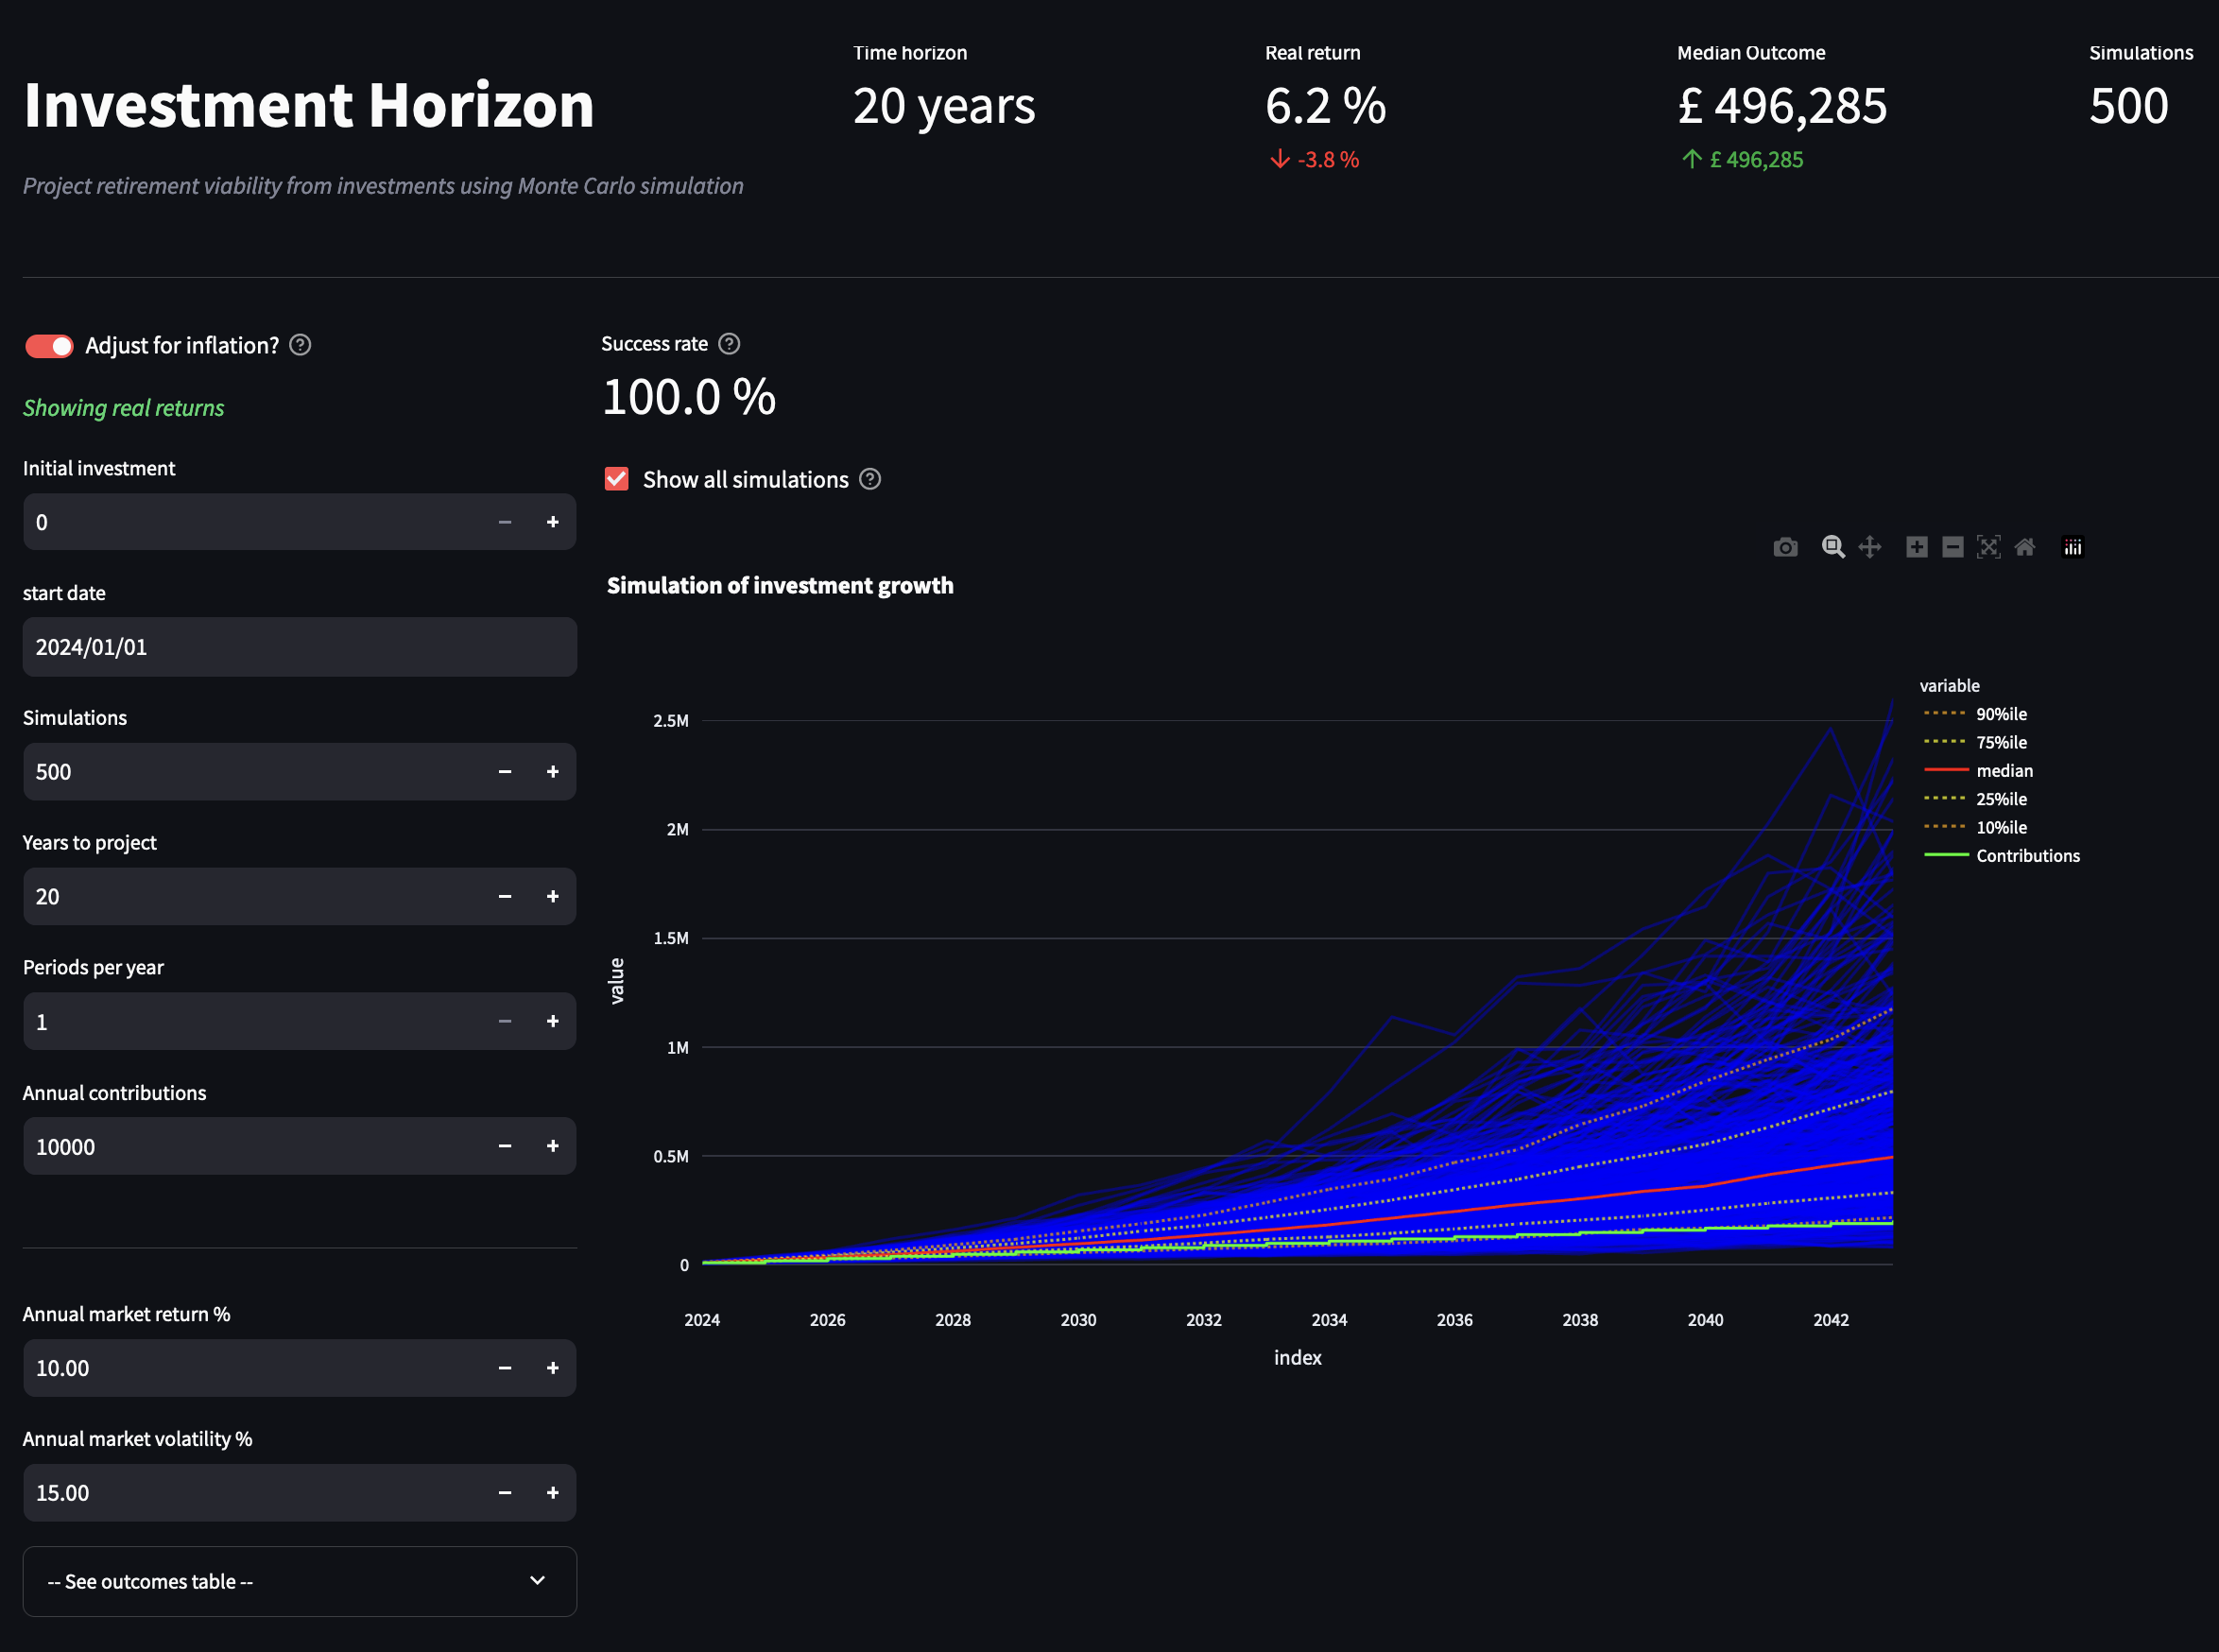 Investment Horizon
Project retirement viability from investments using Monte Carlo simulation
Time horizon
20 years
Real return
6.2 %
-3.8 %
Median Outcome
£ 496,285
£ 496,285
Simulations
500
Adjust for inflation?
Showing real returns
Initial investment
0
start date
2024/01/01
Simulations
500
Years to project
20
Periods per year
1
Annual contributions
10000
Annual market return %
10.00
Annual market volatility %
15.00
-- See outcomes table --
Success rate
100.0 %
Show all simulations
Simulation of investment growth
2.5M
2M
1.5M
1M
0.5M
0
value
2024 2026 2028 2030 2032 2034 2036 2038 2040 2042
index
variable
90%ile
75%ile
median
25%ile
10%ile
Contributions